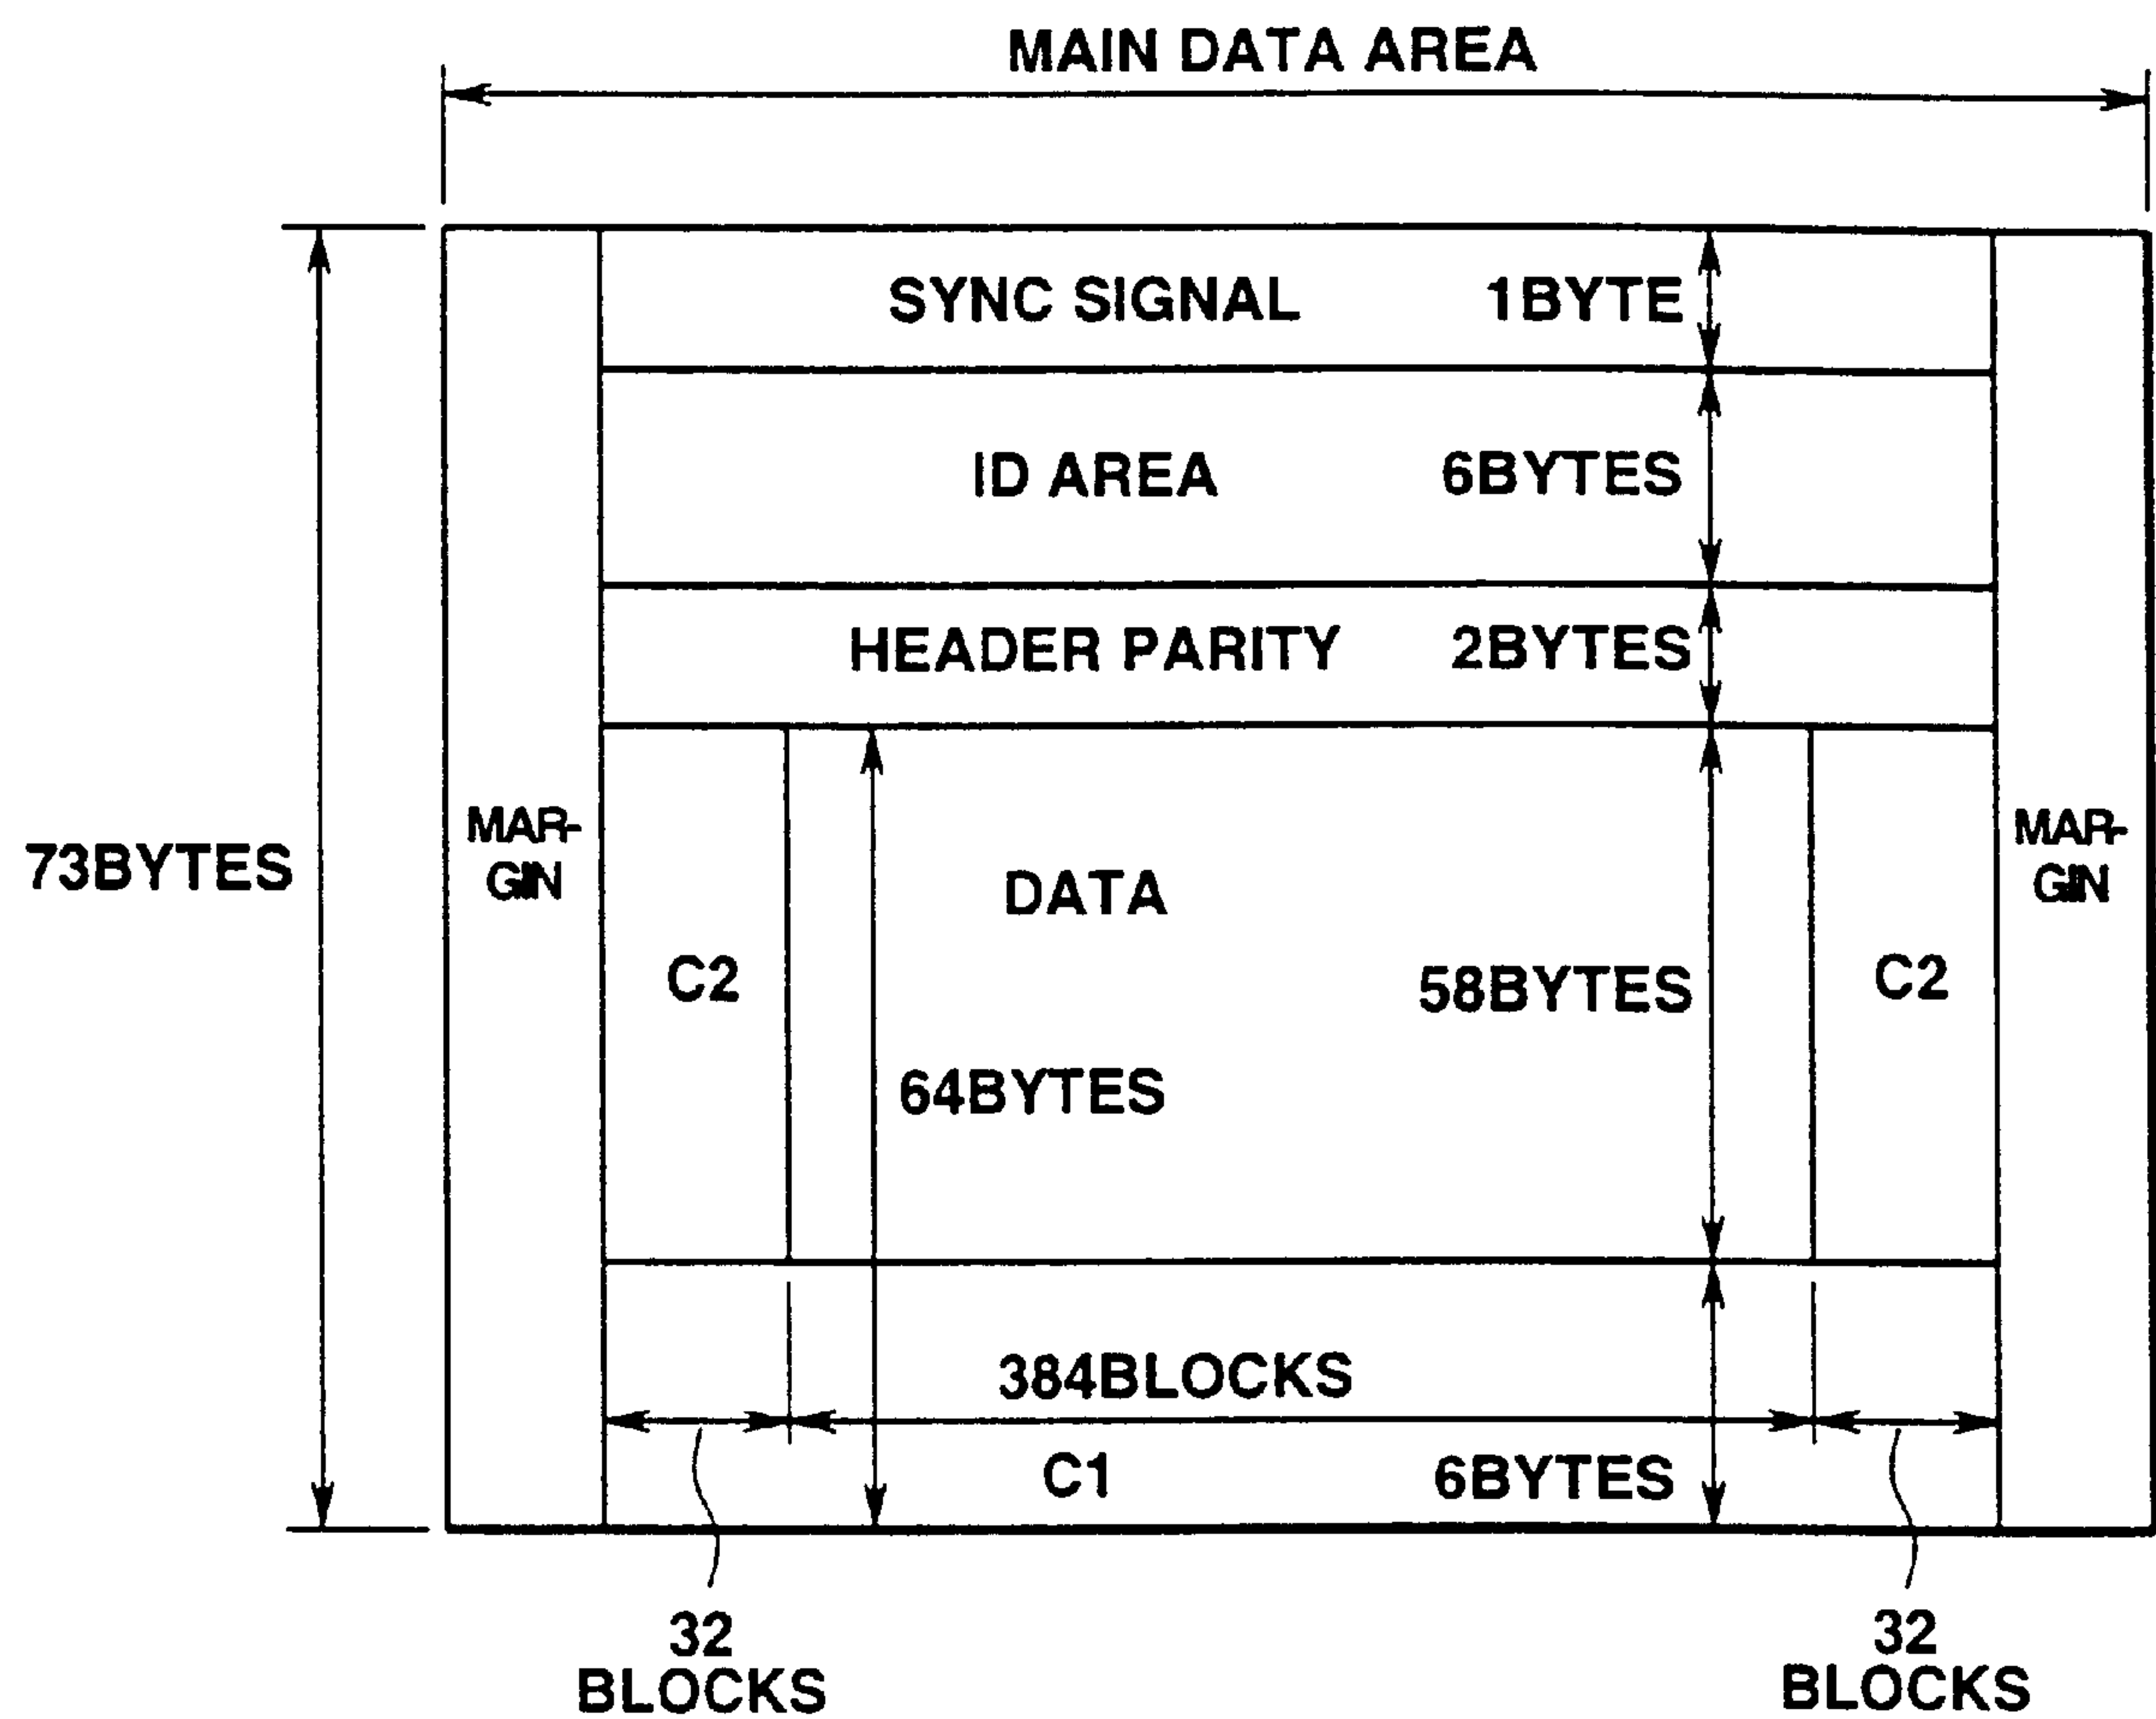 MAIN DATA AREA
SYNC SIGNAL 1BYTE
ID AREA 6BYTES
HEADER PARITY 2BYTES
73BYTES
MAR-
GIN
C2
DATA
64BYTES
58BYTES
C2
MAR-
GIN
384BLOCKS
C1 6BYTES
32
BLOCKS
32
BLOCKS